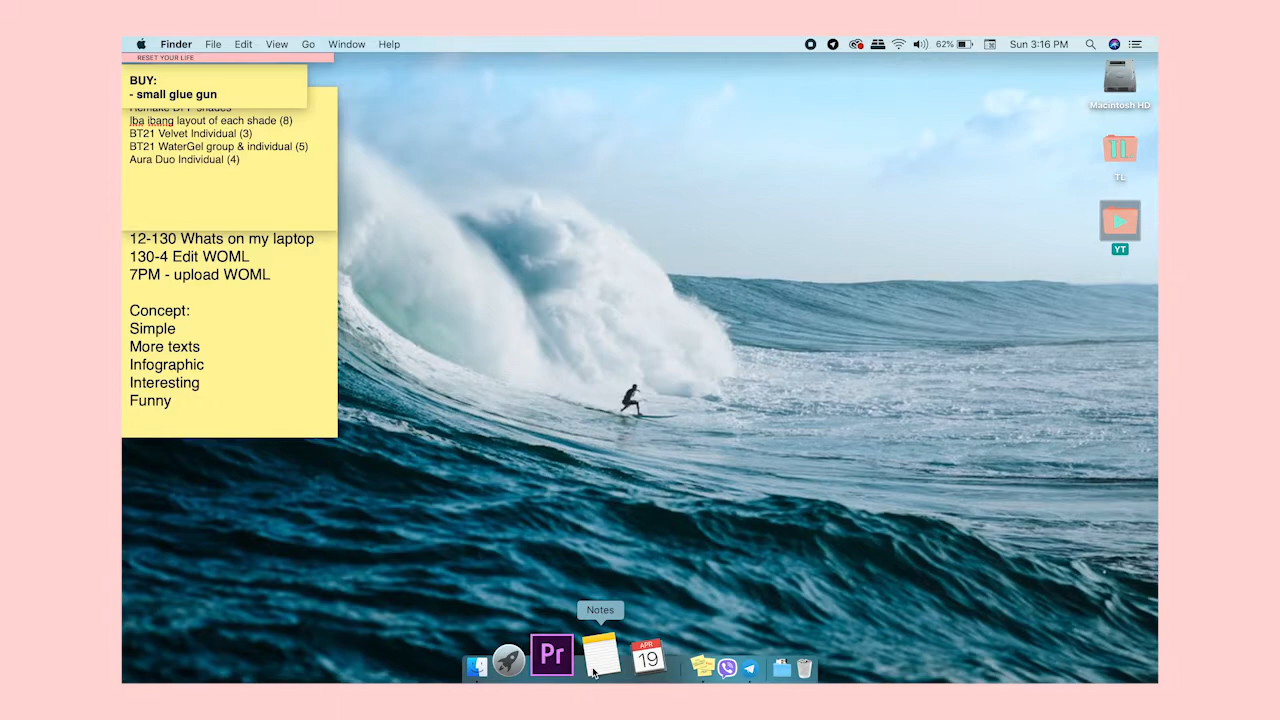 Finder File Edit View Go Window Help
62% Sun 3:16 PM
RESET YOUR LIFE
BUY:
- small glue gun
Iba ibang layout of each shade (8)
BT21 Velvet Individual (3)
BT21 WaterGel group & individual (5)
Aura Duo Individual (4)
12-130 Whats on my laptop
130-4 Edit WOML
7PM - upload WOML
Concept:
Simple
More texts
Infographic
Interesting
Funny
Macintosh HD
TL
YT
Notes
Pr
APR
19